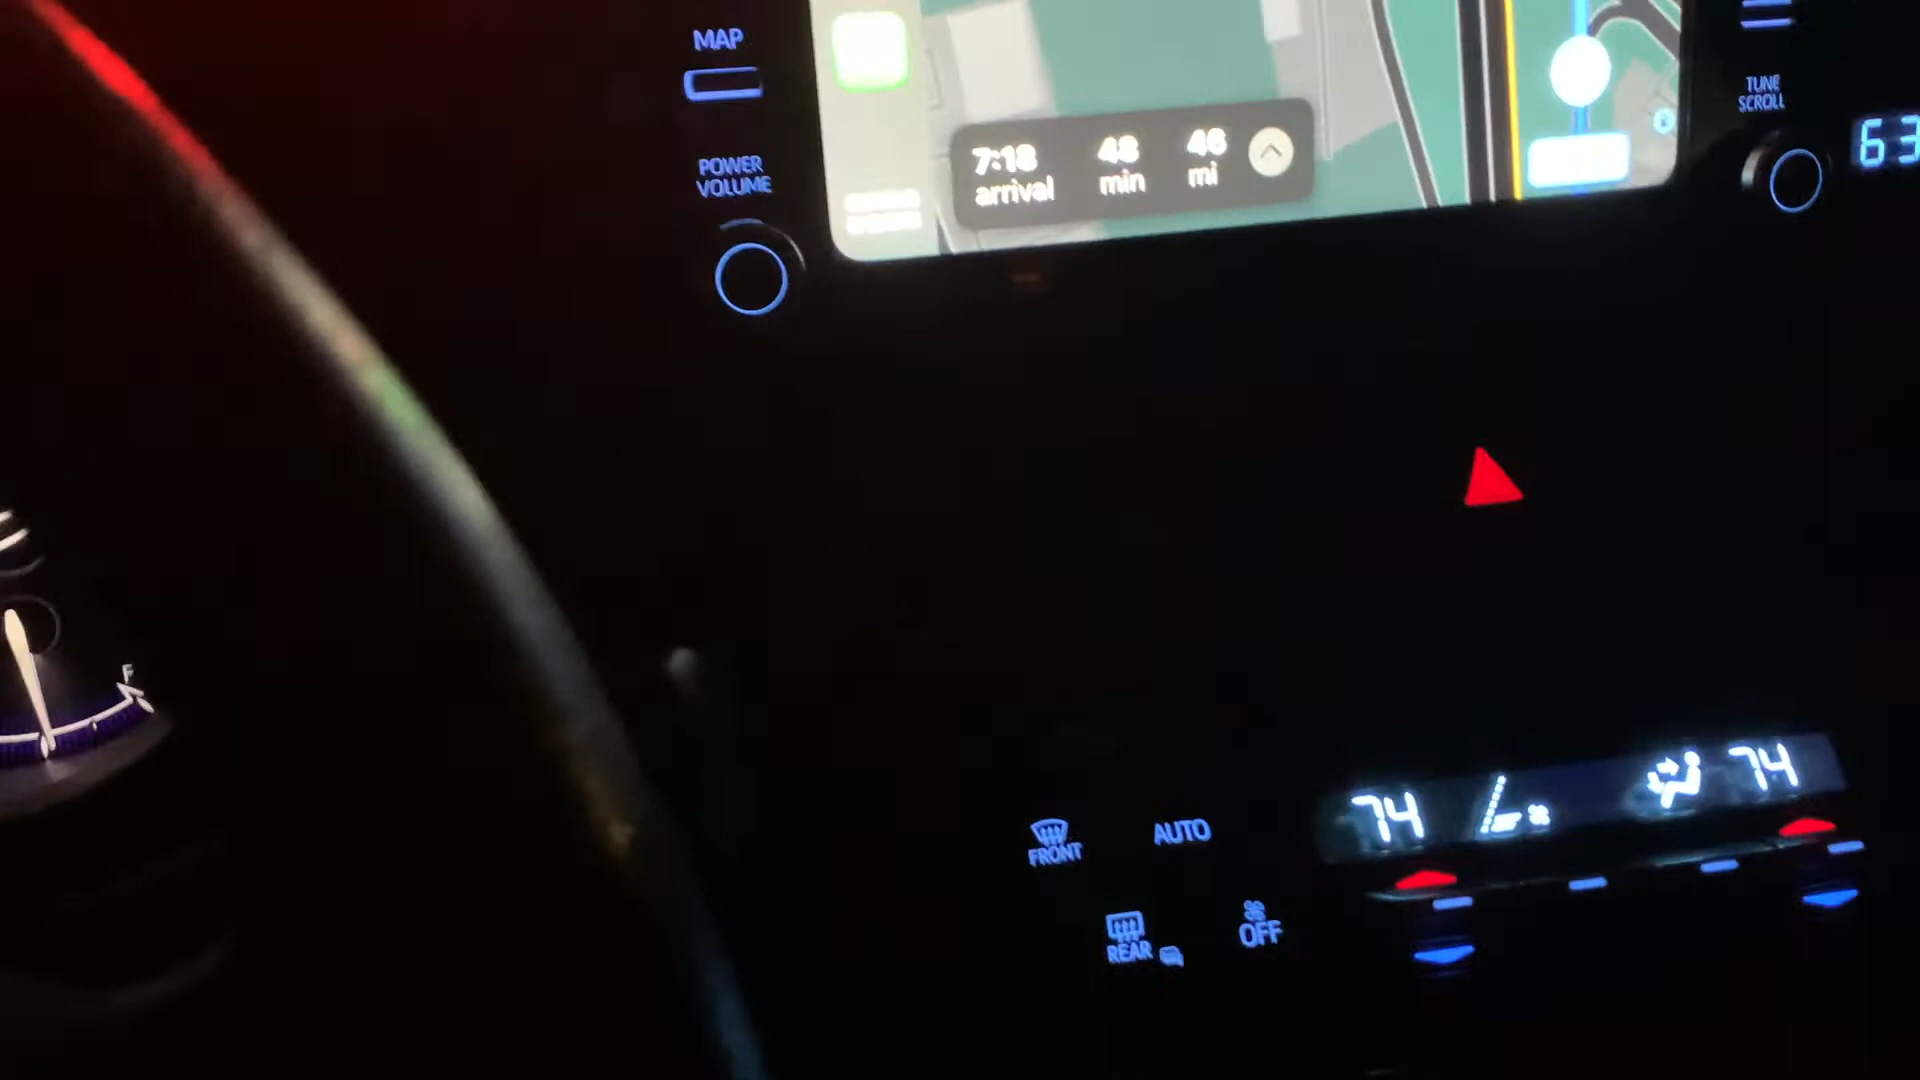 MAP
POWER
VOLUME
7:18 48 46
arrival min mi
TUNE
SCROLL
63
F
74 74
FRONT
AUTO
REAR
OFF